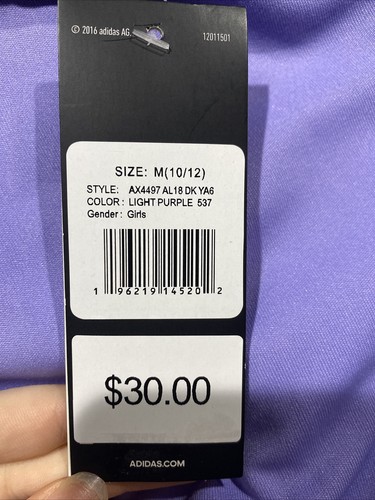 © 2016 adidas AG.
12011501
SIZE: M(10/12)
STYLE: AX4497 AL18 DK YA6
COLOR : LIGHT PURPLE 537
Gender : Girls
1 96219 14520 2
$30.00
ADIDAS.COM